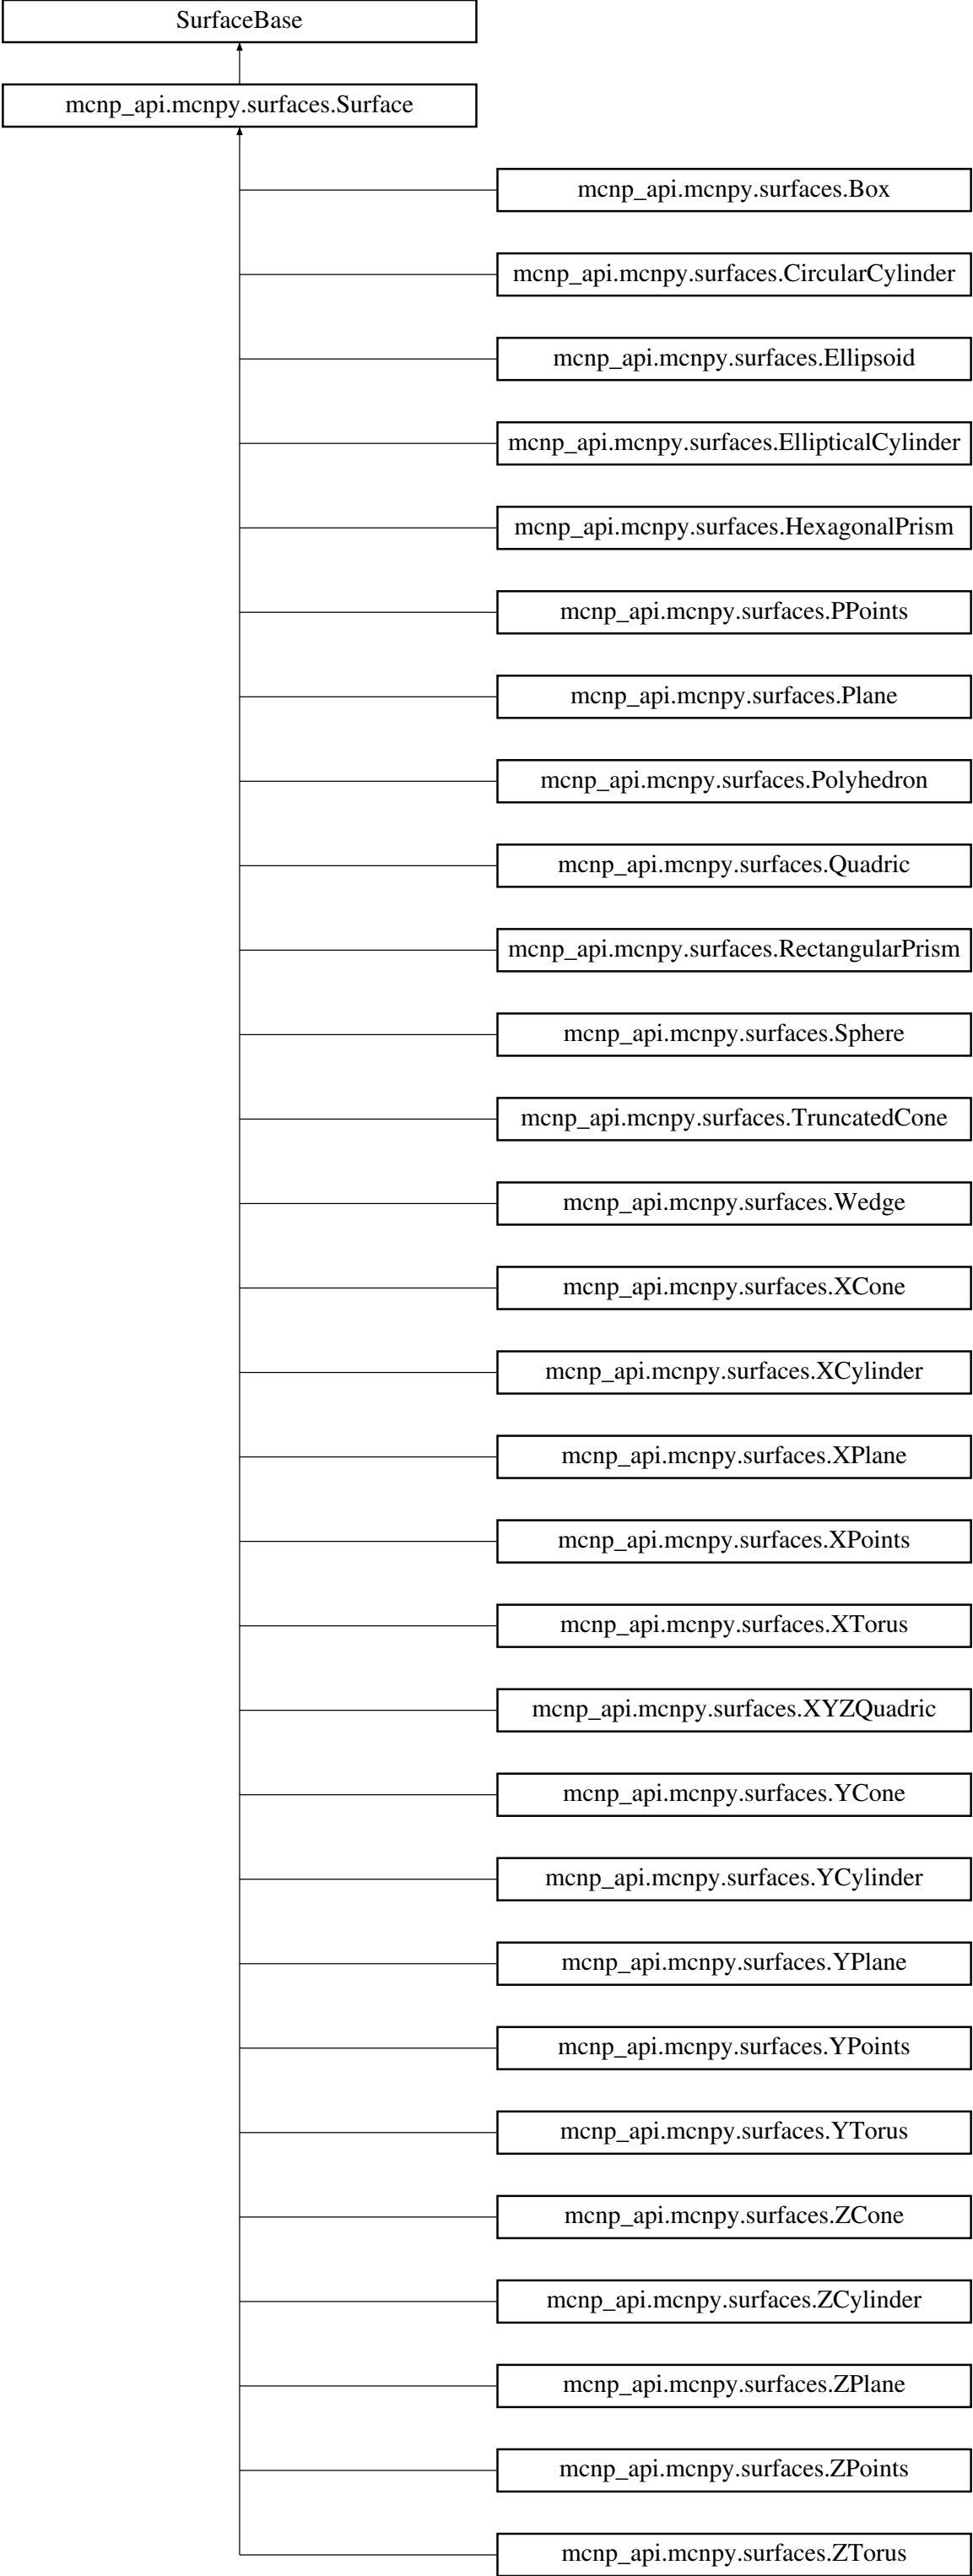 SurfaceBase
mcnp_api.mcnpy.surfaces.Surface
mcnp_api.mcnpy.surfaces.Box
mcnp_api.mcnpy.surfaces.CircularCylinder
mcnp_api.mcnpy.surfaces.Ellipsoid
mcnp_api.mcnpy.surfaces.EllipticalCylinder
mcnp_api.mcnpy.surfaces.HexagonalPrism
mcnp_api.mcnpy.surfaces.PPoints
mcnp_api.mcnpy.surfaces.Plane
mcnp_api.mcnpy.surfaces.Polyhedron
mcnp_api.mcnpy.surfaces.Quadric
mcnp_api.mcnpy.surfaces.RectangularPrism
mcnp_api.mcnpy.surfaces.Sphere
mcnp_api.mcnpy.surfaces.TruncatedCone
mcnp_api.mcnpy.surfaces.Wedge
mcnp_api.mcnpy.surfaces.XCone
mcnp_api.mcnpy.surfaces.XCylinder
mcnp_api.mcnpy.surfaces.XPlane
mcnp_api.mcnpy.surfaces.XPoints
mcnp_api.mcnpy.surfaces.XTorus
mcnp_api.mcnpy.surfaces.XYZQuadric
mcnp_api.mcnpy.surfaces.YCone
mcnp_api.mcnpy.surfaces.YCylinder
mcnp_api.mcnpy.surfaces.YPlane
mcnp_api.mcnpy.surfaces.YPoints
mcnp_api.mcnpy.surfaces.YTorus
mcnp_api.mcnpy.surfaces.ZCone
mcnp_api.mcnpy.surfaces.ZCylinder
mcnp_api.mcnpy.surfaces.ZPlane
mcnp_api.mcnpy.surfaces.ZPoints
mcnp_api.mcnpy.surfaces.ZTorus